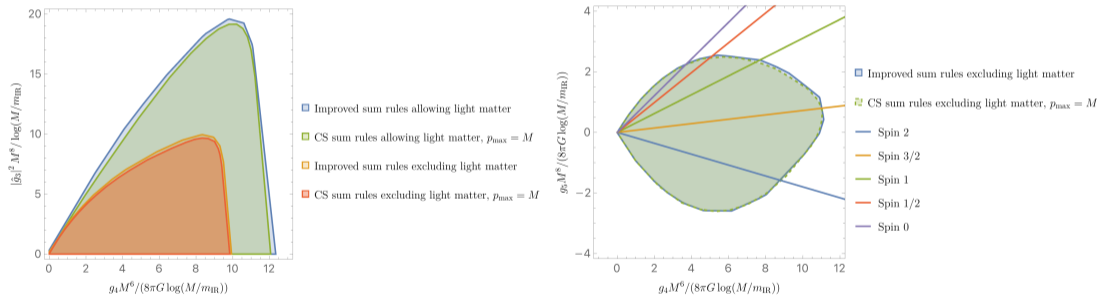 20
15
10
5
0
|ĝ₃|² M⁸/ log(M/m_IR)
0 2 4 6 8 10 12
g₄M⁶/(8πG log(M/m_IR))
Improved sum rules allowing light matter
CS sum rules allowing light matter, p_max = M
Improved sum rules excluding light matter
CS sum rules excluding light matter, p_max = M
4
2
0
−2
−4
g₅M⁸/(8πG log(M/m_IR))
0 2 4 6 8 10 12
g₄M⁶/(8πG log(M/m_IR))
Improved sum rules excluding light matter
CS sum rules excluding light matter, p_max = M
Spin 2
Spin 3/2
Spin 1
Spin 1/2
Spin 0